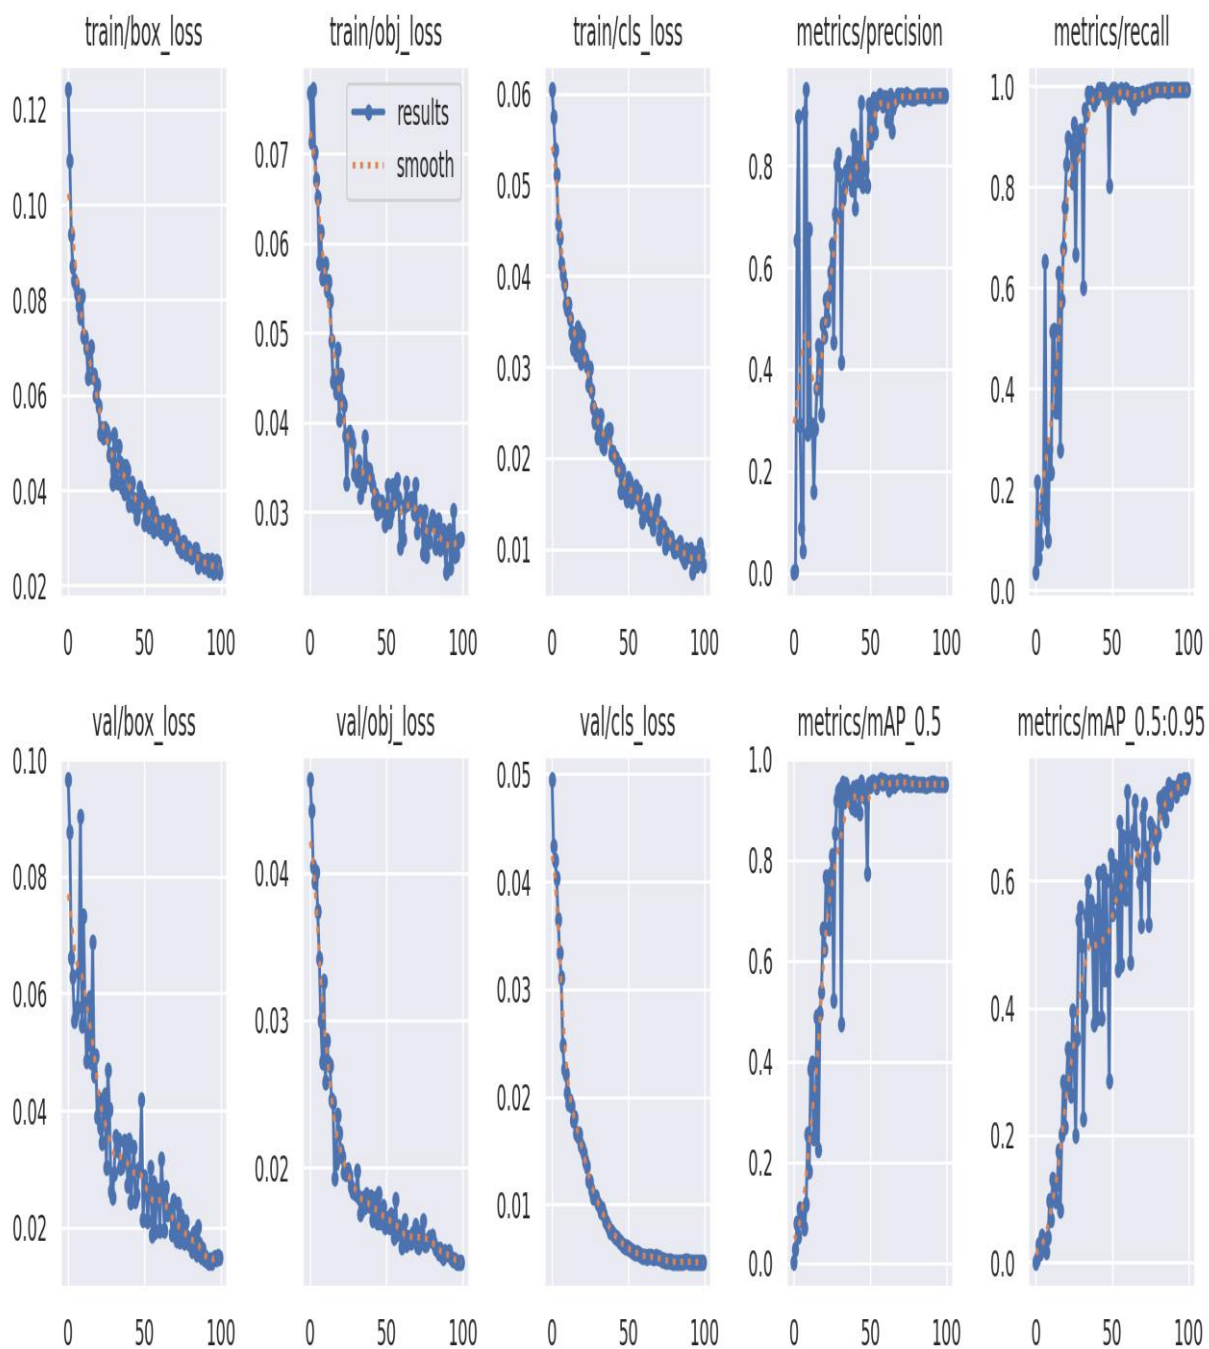 train/box_loss
train/obj_loss
train/cls_loss
metrics/precision
metrics/recall
0.12
0.10
0.08
0.06
0.04
0.02
0 50 100
results
smooth
0.07
0.06
0.05
0.04
0.03
0 50 100
0.06
0.05
0.04
0.03
0.02
0.01
0 50 100
0.8
0.6
0.4
0.2
0.0
0 50 100
1.0
0.8
0.6
0.4
0.2
0.0
0 50 100
val/box_loss
val/obj_loss
val/cls_loss
metrics/mAP_0.5
metrics/mAP_0.5:0.95
0.10
0.08
0.06
0.04
0.02
0 50 100
0.04
0.03
0.02
0 50 100
0.05
0.04
0.03
0.02
0.01
0 50 100
1.0
0.8
0.6
0.4
0.2
0.0
0 50 100
0.6
0.4
0.2
0.0
0 50 100